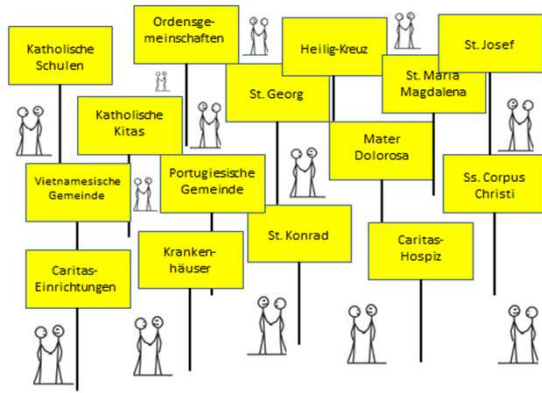 Ordensge-
meinschaften
Katholische
Schulen
Heilig-Kreuz
St. Josef
St. Georg
St. Maria
Magdalena
Katholische
Kitas
Mater
Dolorosa
Vietnamesische
Gemeinde
Portugiesische
Gemeinde
Ss. Corpus
Christi
St. Konrad
Kranken-
häuser
Caritas-
Hospiz
Caritas-
Einrichtungen